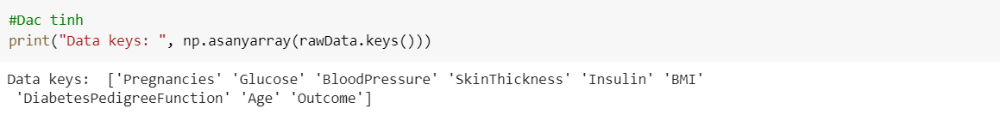 #Dac tinh
print("Data keys: ", np.asanyarray(rawData.keys()))
Data keys:  ['Pregnancies' 'Glucose' 'BloodPressure' 'SkinThickness' 'Insulin' 'BMI'
 'DiabetesPedigreeFunction' 'Age' 'Outcome']